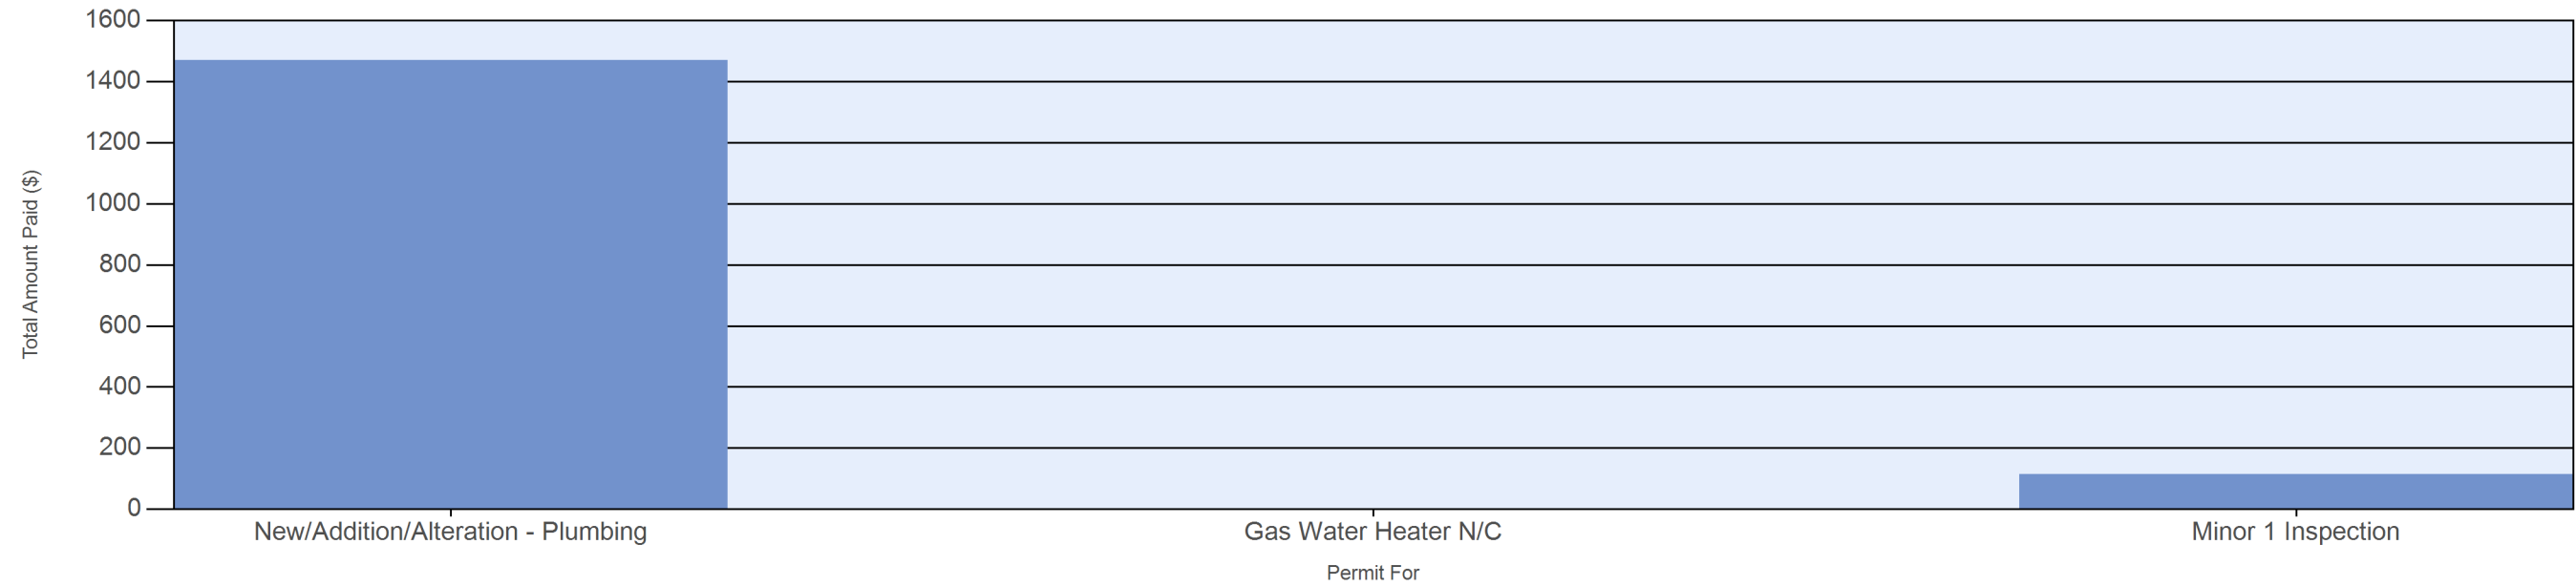 1600
1400
1200
1000
800
600
400
200
0
Total Amount Paid ($)
New/Addition/Alteration - Plumbing
Gas Water Heater N/C
Minor 1 Inspection
Permit For